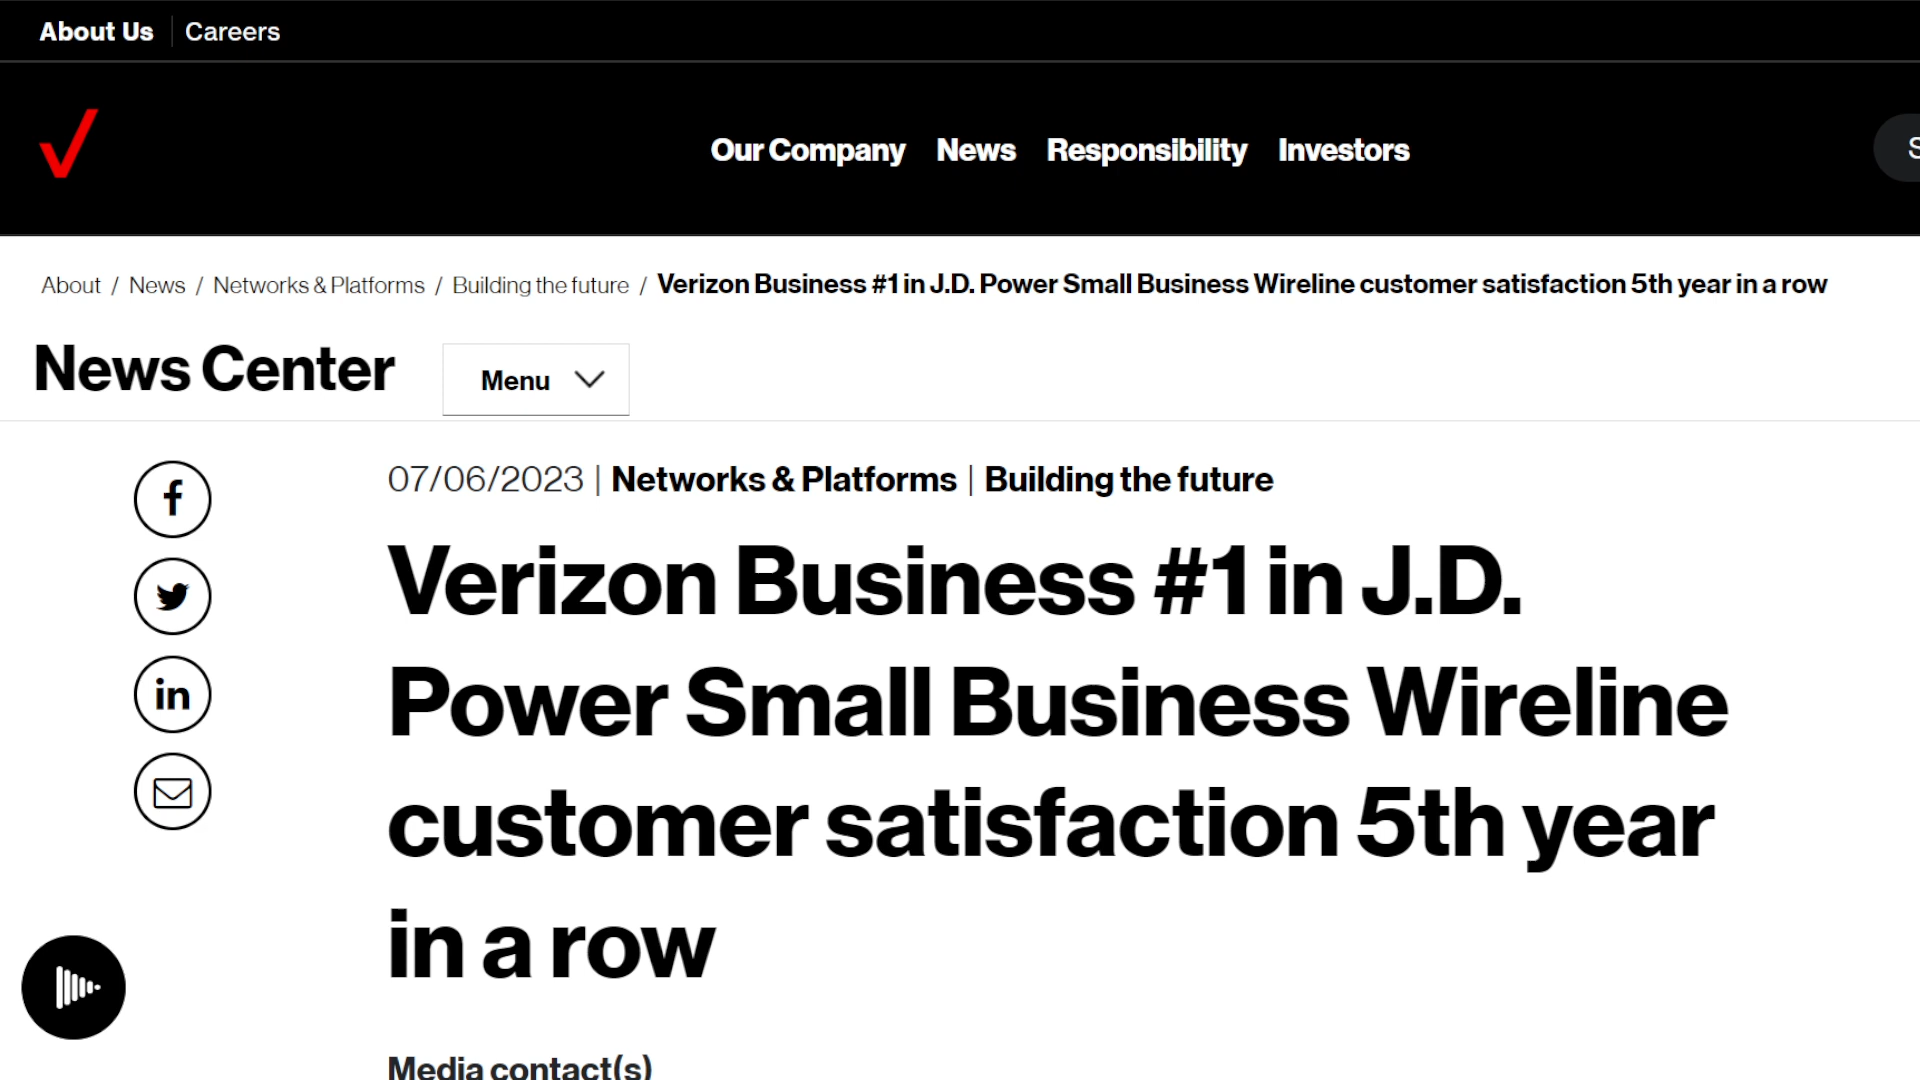 About Us Careers
Our Company News Responsibility Investors
About / News / Networks & Platforms / Building the future / Verizon Business #1 in J.D. Power Small Business Wireline customer satisfaction 5th year in a row
News Center
Menu
07/06/2023 | Networks & Platforms | Building the future
Verizon Business #1 in J.D.
Power Small Business Wireline
customer satisfaction 5th year
in a row
Media contact(s)